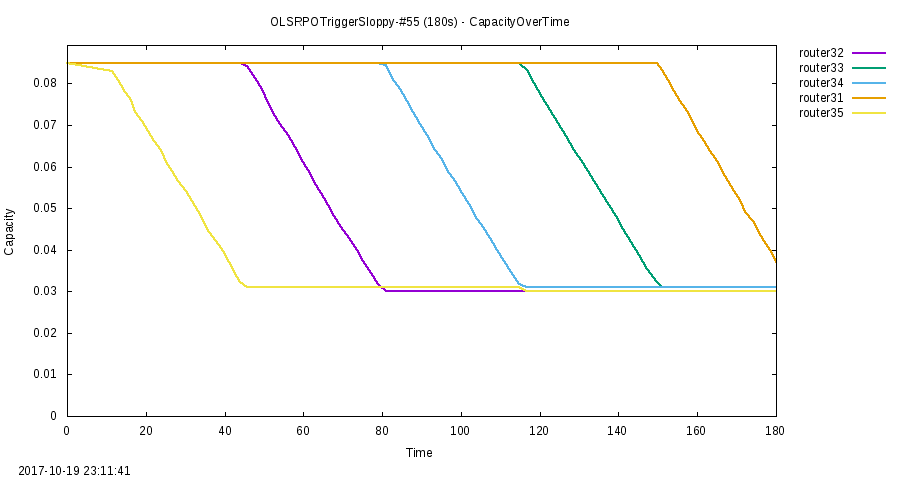 OLSRPOTriggerSloppy-#55 (180s) - CapacityOverTime
router32
router33
router34
router31
router35
0.08
0.07
0.06
0.05
0.04
0.03
0.02
0.01
0
Capacity
0 20 40 60 80 100 120 140 160 180
Time
2017-10-19 23:11:41